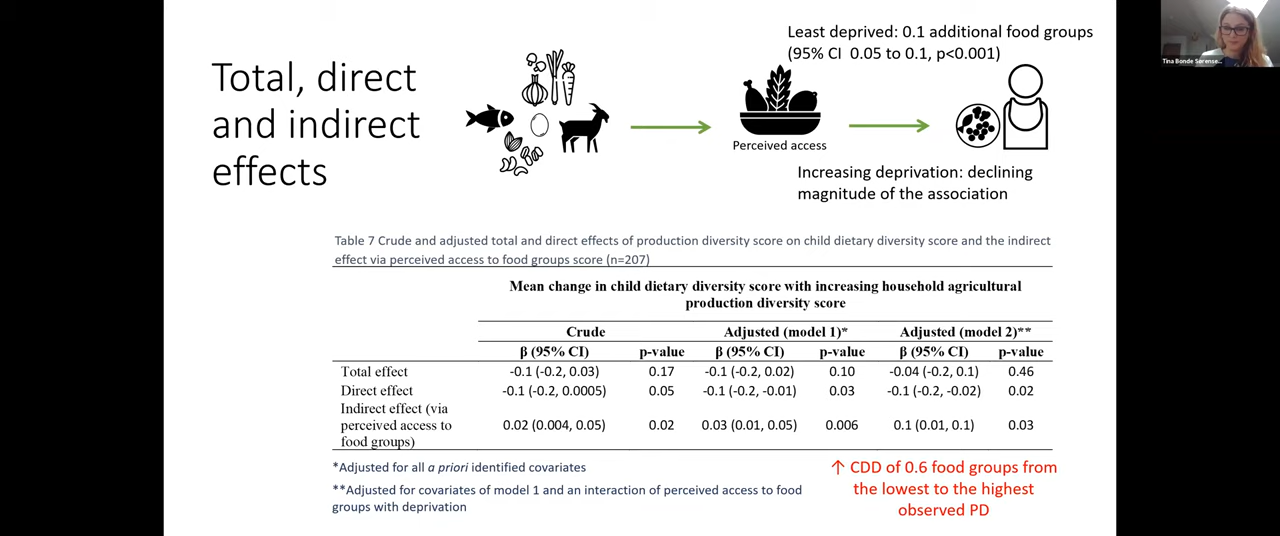 Least deprived: 0.1 additional food groups
(95% CI 0.05 to 0.1, p<0.001)
Tina Bonde Sørense...
Total, direct
and indirect
effects
Perceived access
Increasing deprivation: declining
magnitude of the association
Table 7 Crude and adjusted total and direct effects of production diversity score on child dietary diversity score and the indirect
effect via perceived access to food groups score (n=207)
Mean change in child dietary diversity score with increasing household agricultural
production diversity score
Crude Adjusted (model 1)* Adjusted (model 2)**
β (95% CI) p-value β (95% CI) p-value β (95% CI) p-value
Total effect -0.1 (-0.2, 0.03) 0.17 -0.1 (-0.2, 0.02) 0.10 -0.04 (-0.2, 0.1) 0.46
Direct effect -0.1 (-0.2, 0.0005) 0.05 -0.1 (-0.2, -0.01) 0.03 -0.1 (-0.2, -0.02) 0.02
Indirect effect (via
perceived access to 0.02 (0.004, 0.05) 0.02 0.03 (0.01, 0.05) 0.006 0.1 (0.01, 0.1) 0.03
food groups)
*Adjusted for all a priori identified covariates
**Adjusted for covariates of model 1 and an interaction of perceived access to food
groups with deprivation
↑ CDD of 0.6 food groups from
the lowest to the highest
observed PD